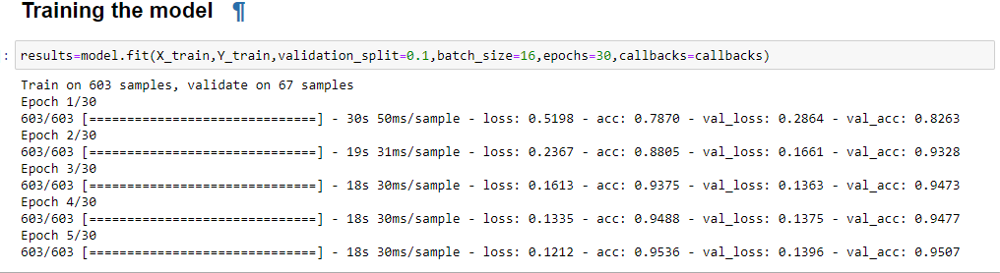 Training the model ¶
: results=model.fit(X_train,Y_train,validation_split=0.1,batch_size=16,epochs=30,callbacks=callbacks)
Train on 603 samples, validate on 67 samples
Epoch 1/30
603/603 [==============================] - 30s 50ms/sample - loss: 0.5198 - acc: 0.7870 - val_loss: 0.2864 - val_acc: 0.8263
Epoch 2/30
603/603 [==============================] - 19s 31ms/sample - loss: 0.2367 - acc: 0.8805 - val_loss: 0.1661 - val_acc: 0.9328
Epoch 3/30
603/603 [==============================] - 18s 30ms/sample - loss: 0.1613 - acc: 0.9375 - val_loss: 0.1363 - val_acc: 0.9473
Epoch 4/30
603/603 [==============================] - 18s 30ms/sample - loss: 0.1335 - acc: 0.9488 - val_loss: 0.1375 - val_acc: 0.9477
Epoch 5/30
603/603 [==============================] - 18s 30ms/sample - loss: 0.1212 - acc: 0.9536 - val_loss: 0.1396 - val_acc: 0.9507